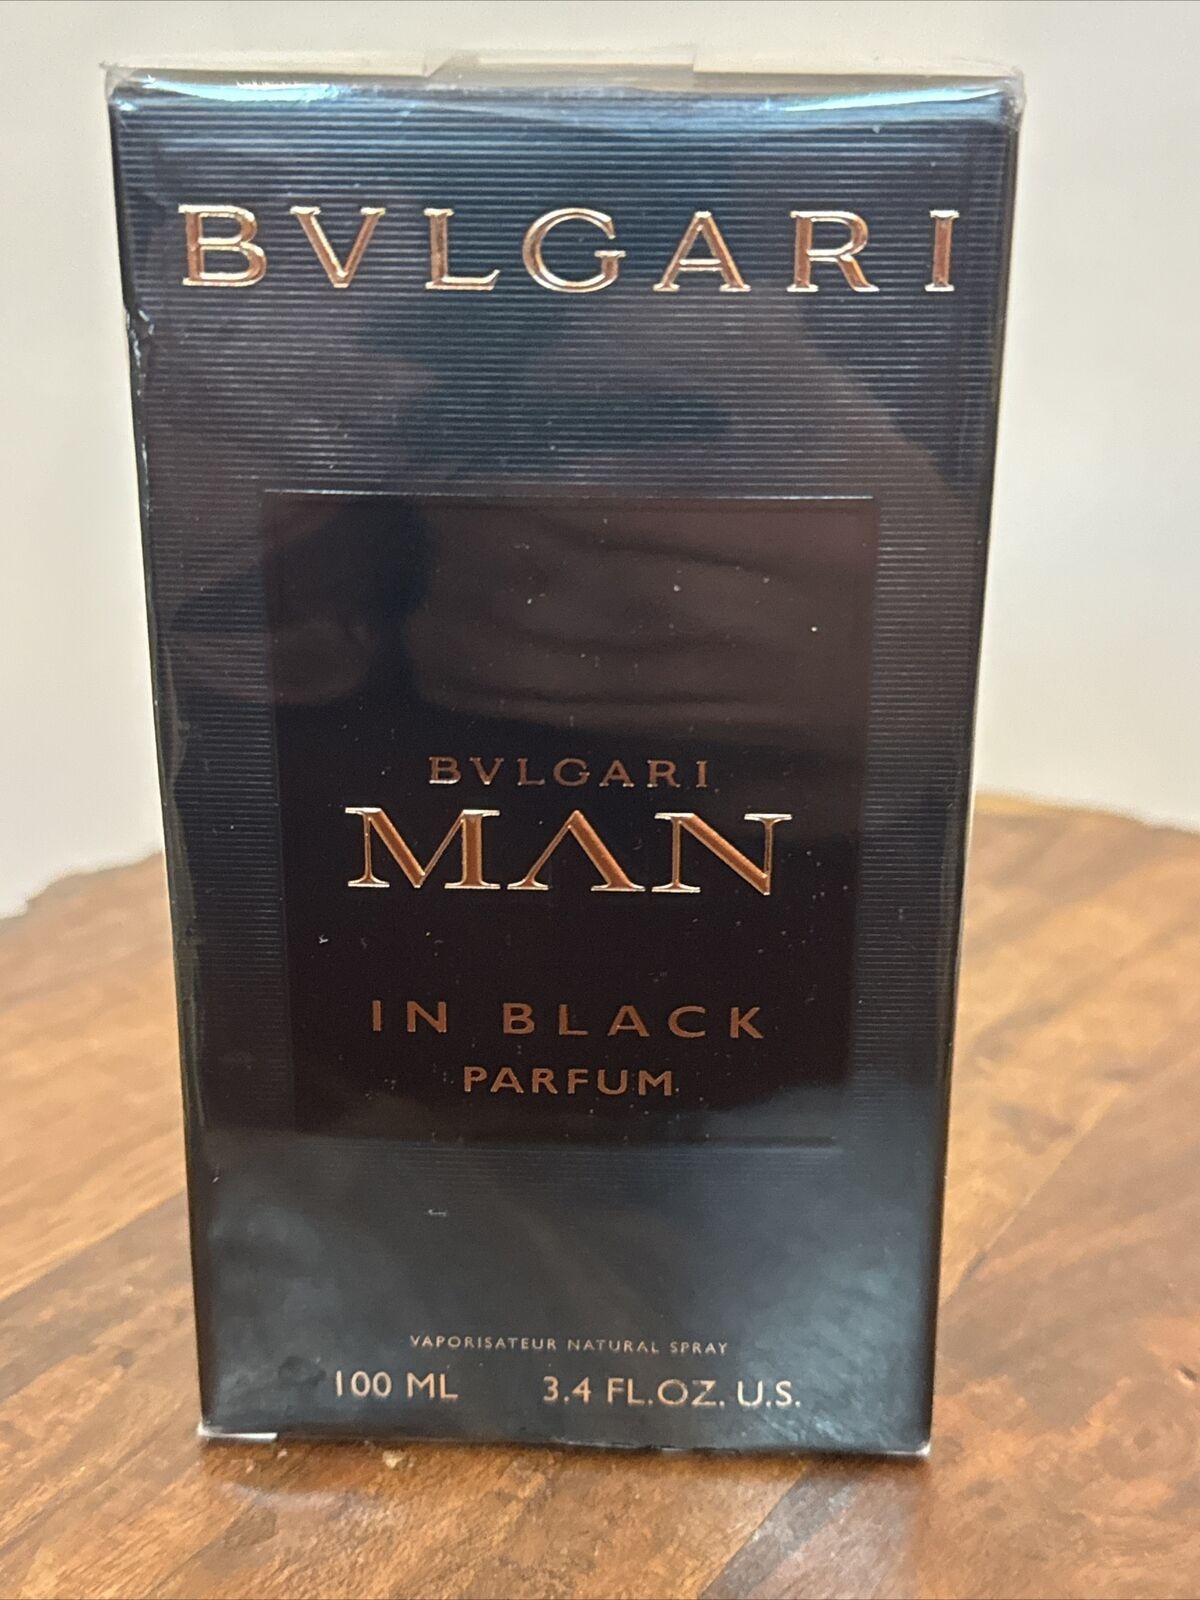 BVLGARI
BVLGARI
MAN
IN BLACK
PARFUM
VAPORISATEUR NATURAL SPRAY
100 ML 3.4 FL.OZ. U.S.